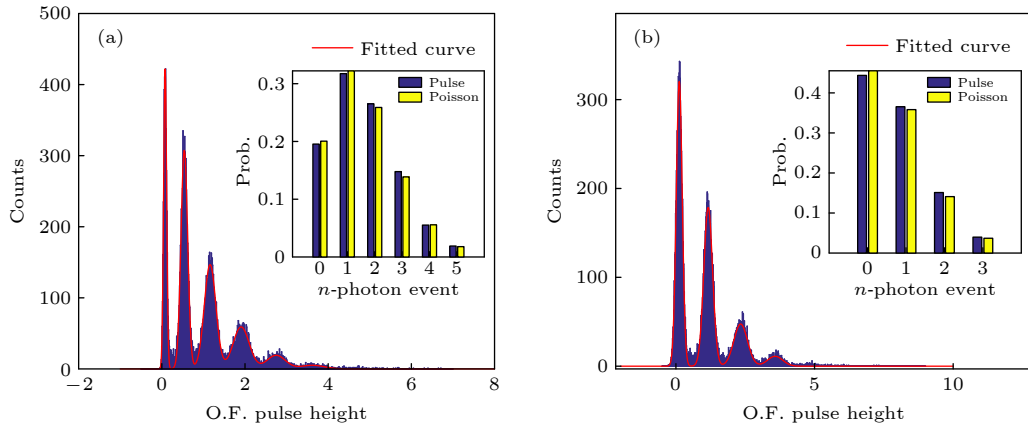 (a)
Fitted curve
Counts
500
400
300
200
100
0
−2
0
2
4
6
8
O.F. pulse height
Pulse
Poisson
Prob.
0.3
0.2
0.1
0
0 1 2 3 4 5
n-photon event
(b)
Fitted curve
Counts
300
200
100
0
0
5
10
O.F. pulse height
Pulse
Poisson
Prob.
0.4
0.3
0.2
0.1
0
0 1 2 3
n-photon event